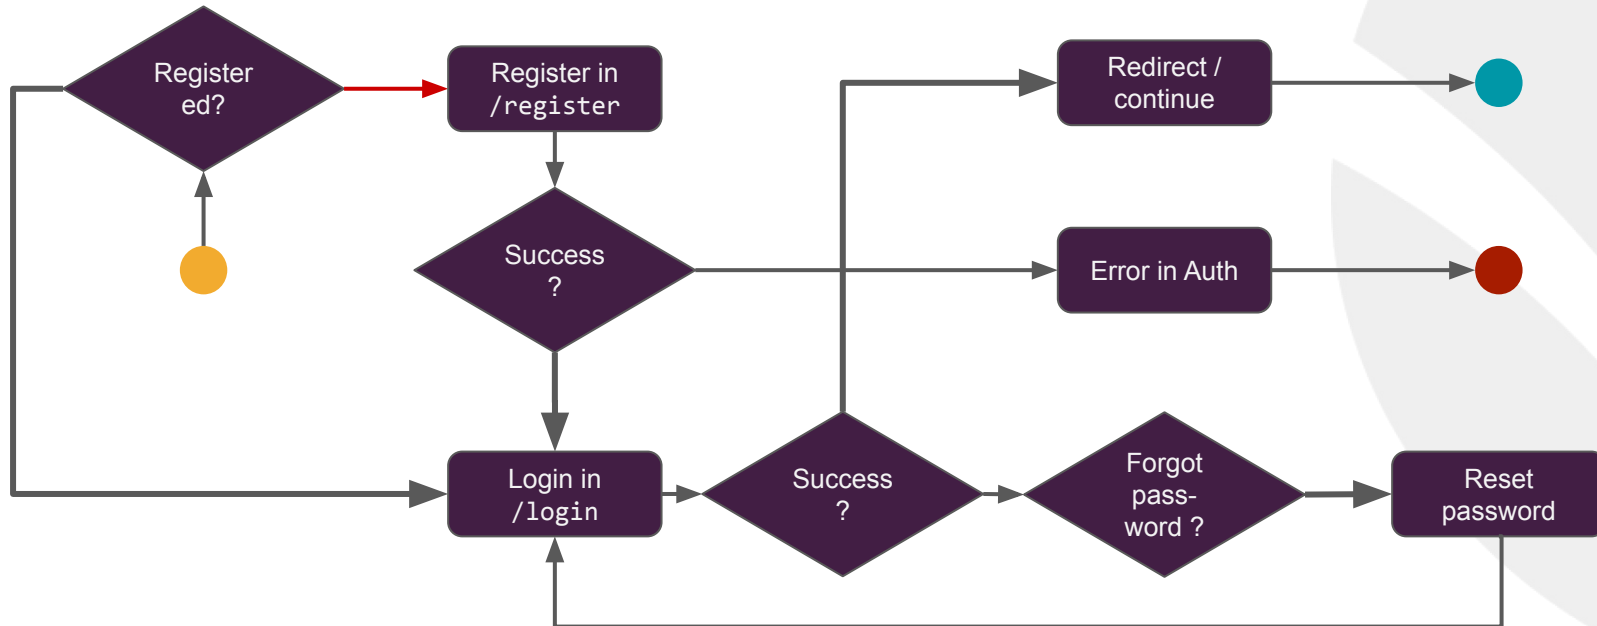 Register
ed?
Register in
/register
Redirect /
continue
Success
?
Error in Auth
Login in
/login
Success
?
Forgot
pass-
word ?
Reset
password